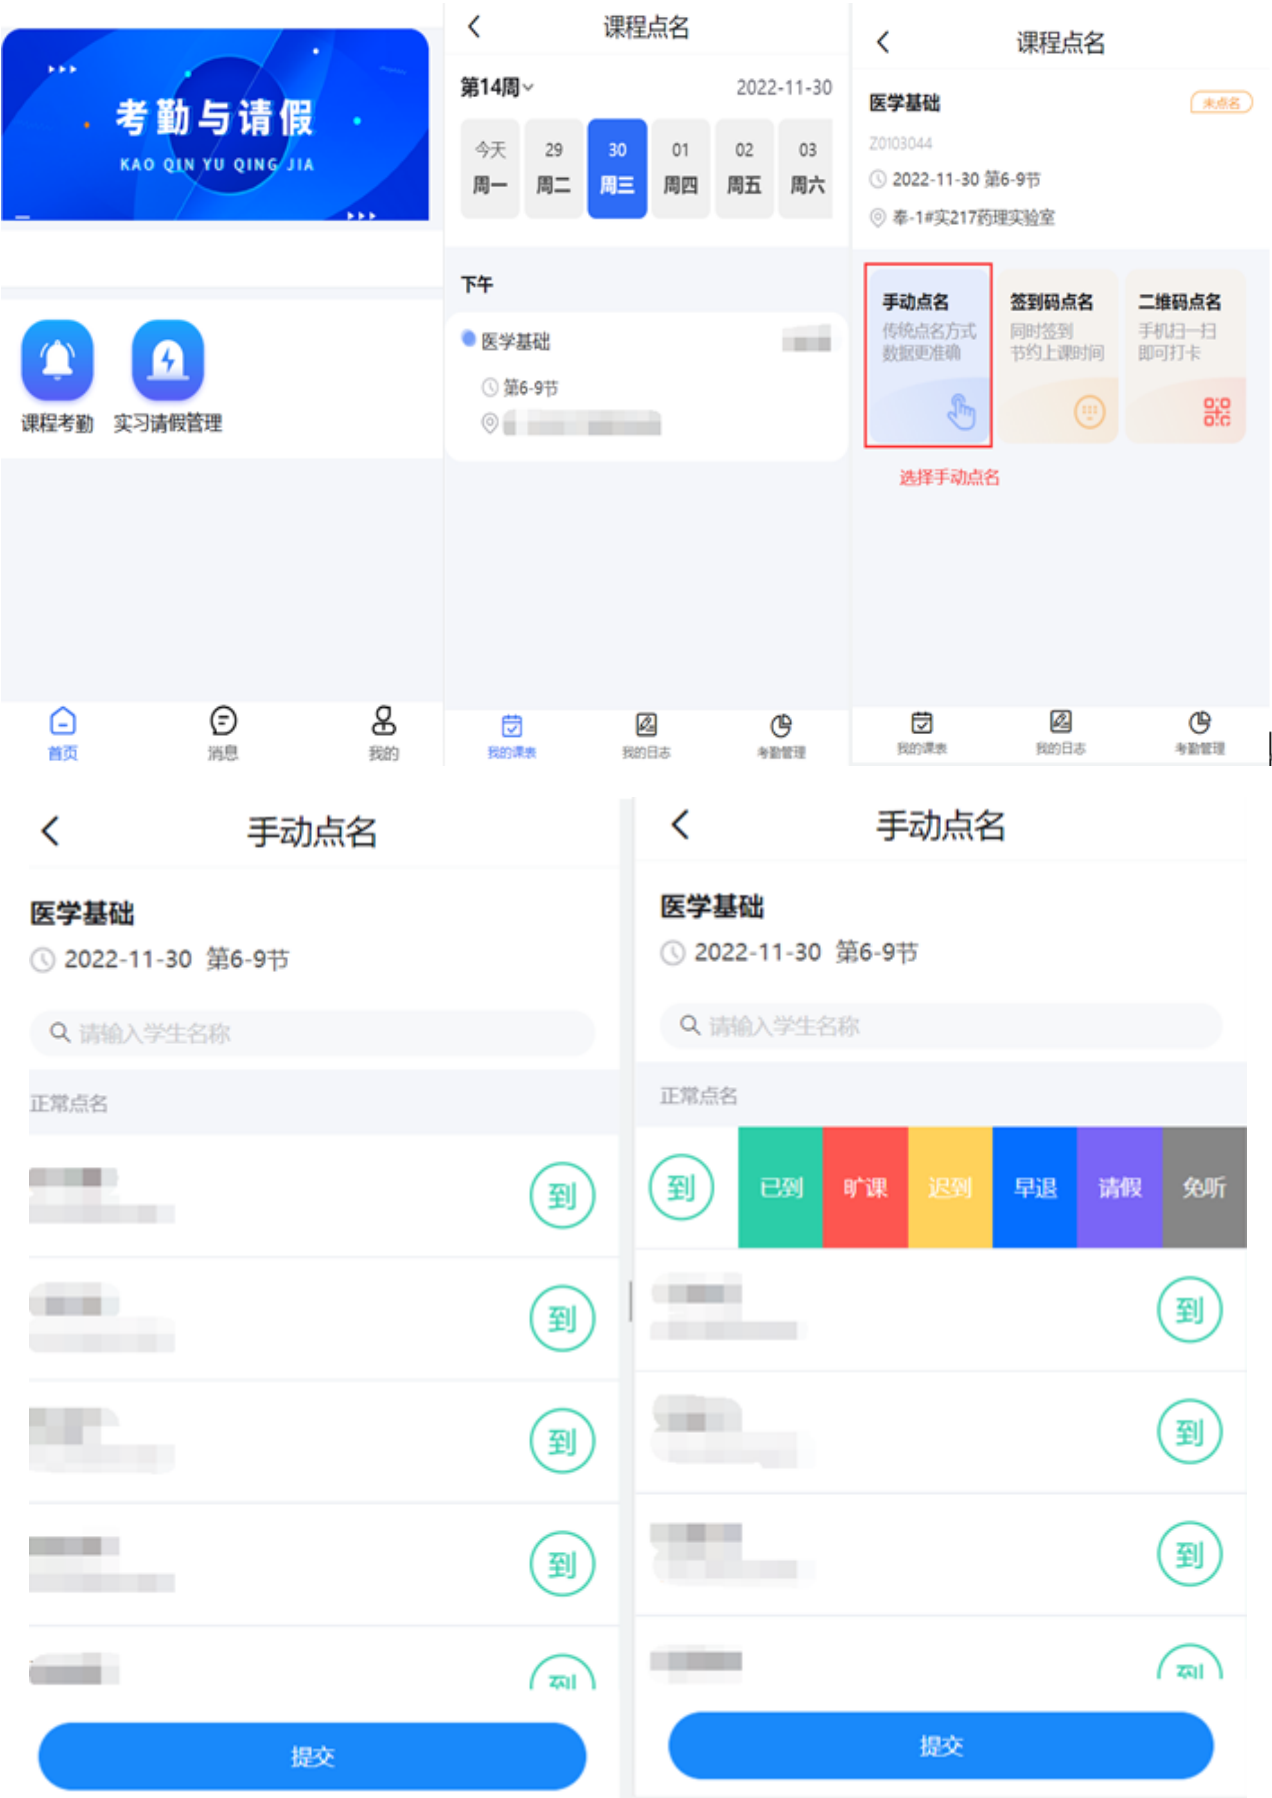 考勤与请假
KAO QIN YU QING JIA
课程考勤
实习请假管理
首页
消息
我的
课程点名
第14周
2022-11-30
今天
29
30
01
02
03
周一
周二
周三
周四
周五
周六
下午
医学基础
第6-9节
我的课表
我的日志
考勤管理
课程点名
医学基础
未点名
Z0103044
2022-11-30 第6-9节
奉-1#实217药理实验室
手动点名
传统点名方式
数据更准确
签到码点名
同时签到
节约上课时间
二维码点名
手机扫一扫
即可打卡
选择手动点名
我的课表
我的日志
考勤管理
手动点名
医学基础
2022-11-30 第6-9节
请输入学生名称
正常点名
到
到
到
到
到
提交
手动点名
医学基础
2022-11-30 第6-9节
请输入学生名称
正常点名
到
已到
旷课
迟到
早退
请假
免听
到
到
到
到
提交